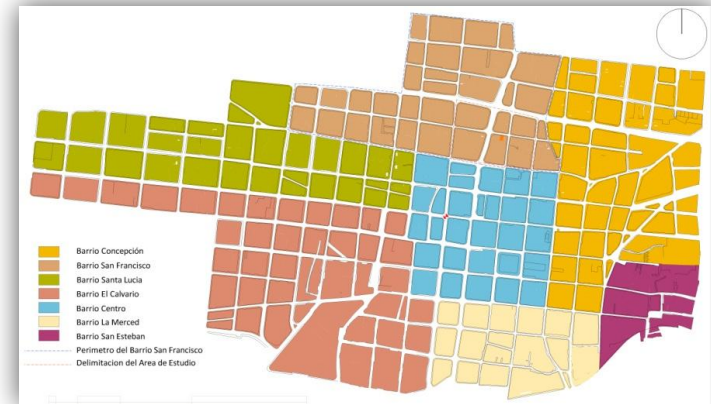 Barrio Concepción
Barrio San Francisco
Barrio Santa Lucia
Barrio El Calvario
Barrio Centro
Barrio La Merced
Barrio San Esteban
Perimetro del Barrio San Francisco
Delimitacion del Area de Estudio